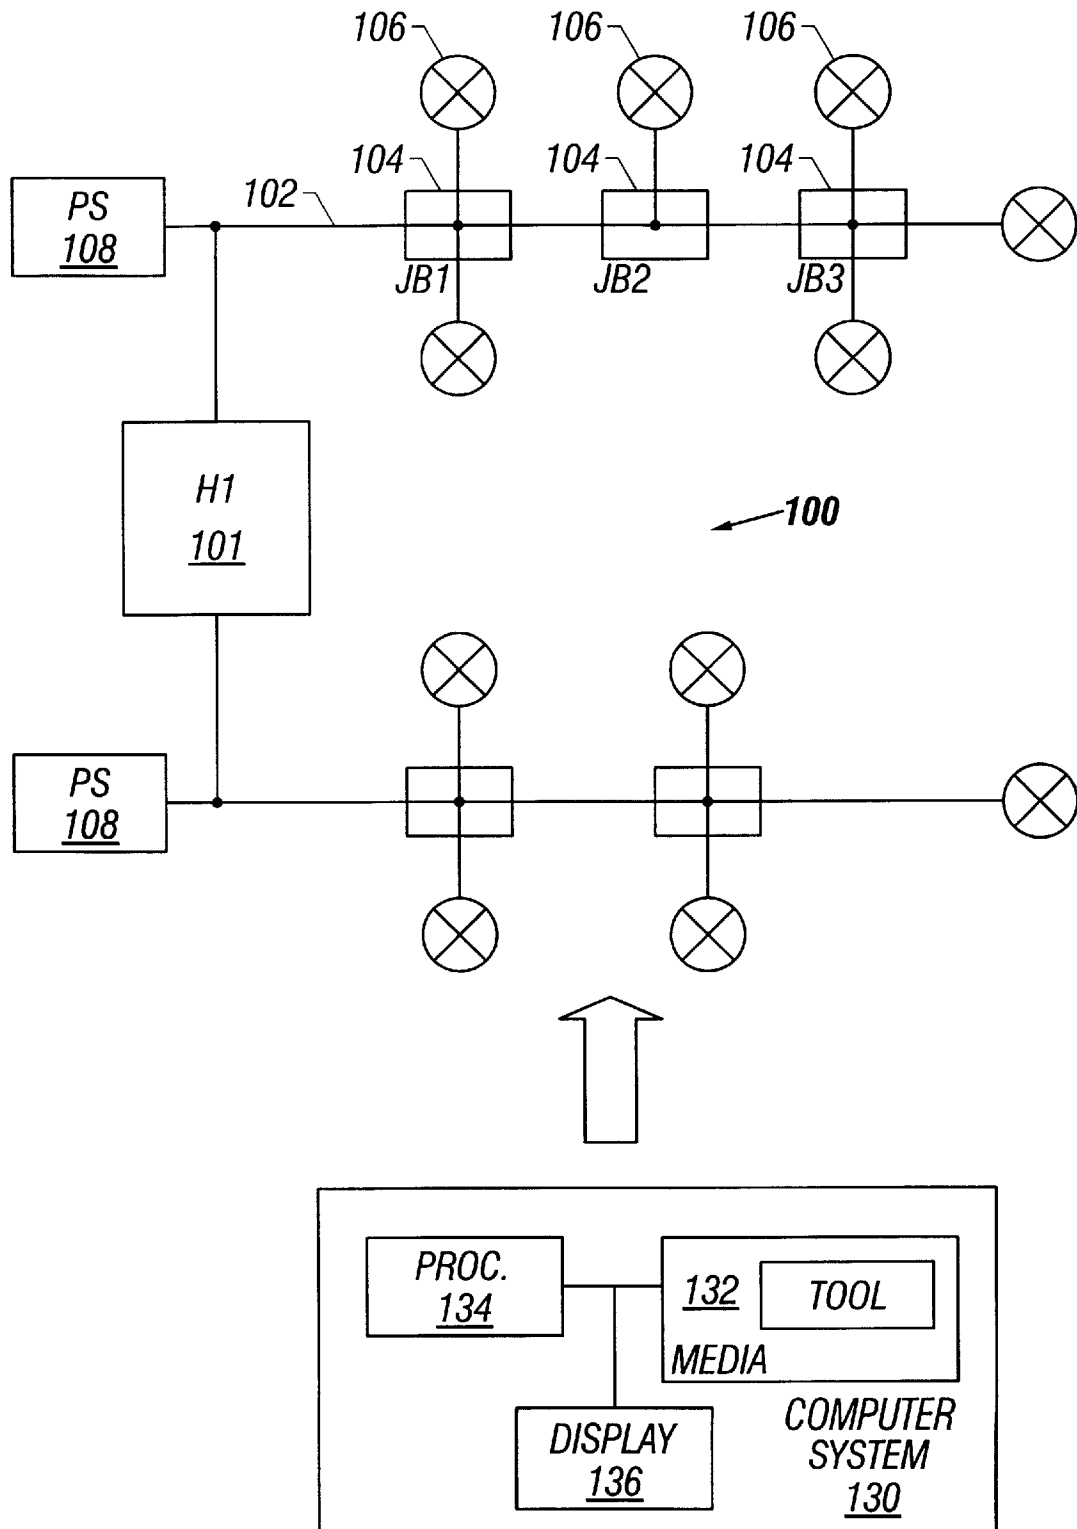 106 106 106
104 104 104
PS
108
102
JB1 JB2 JB3
H1
101
100
PS
108
PROC.
134
132
TOOL
MEDIA
DISPLAY
136
COMPUTER
SYSTEM
130